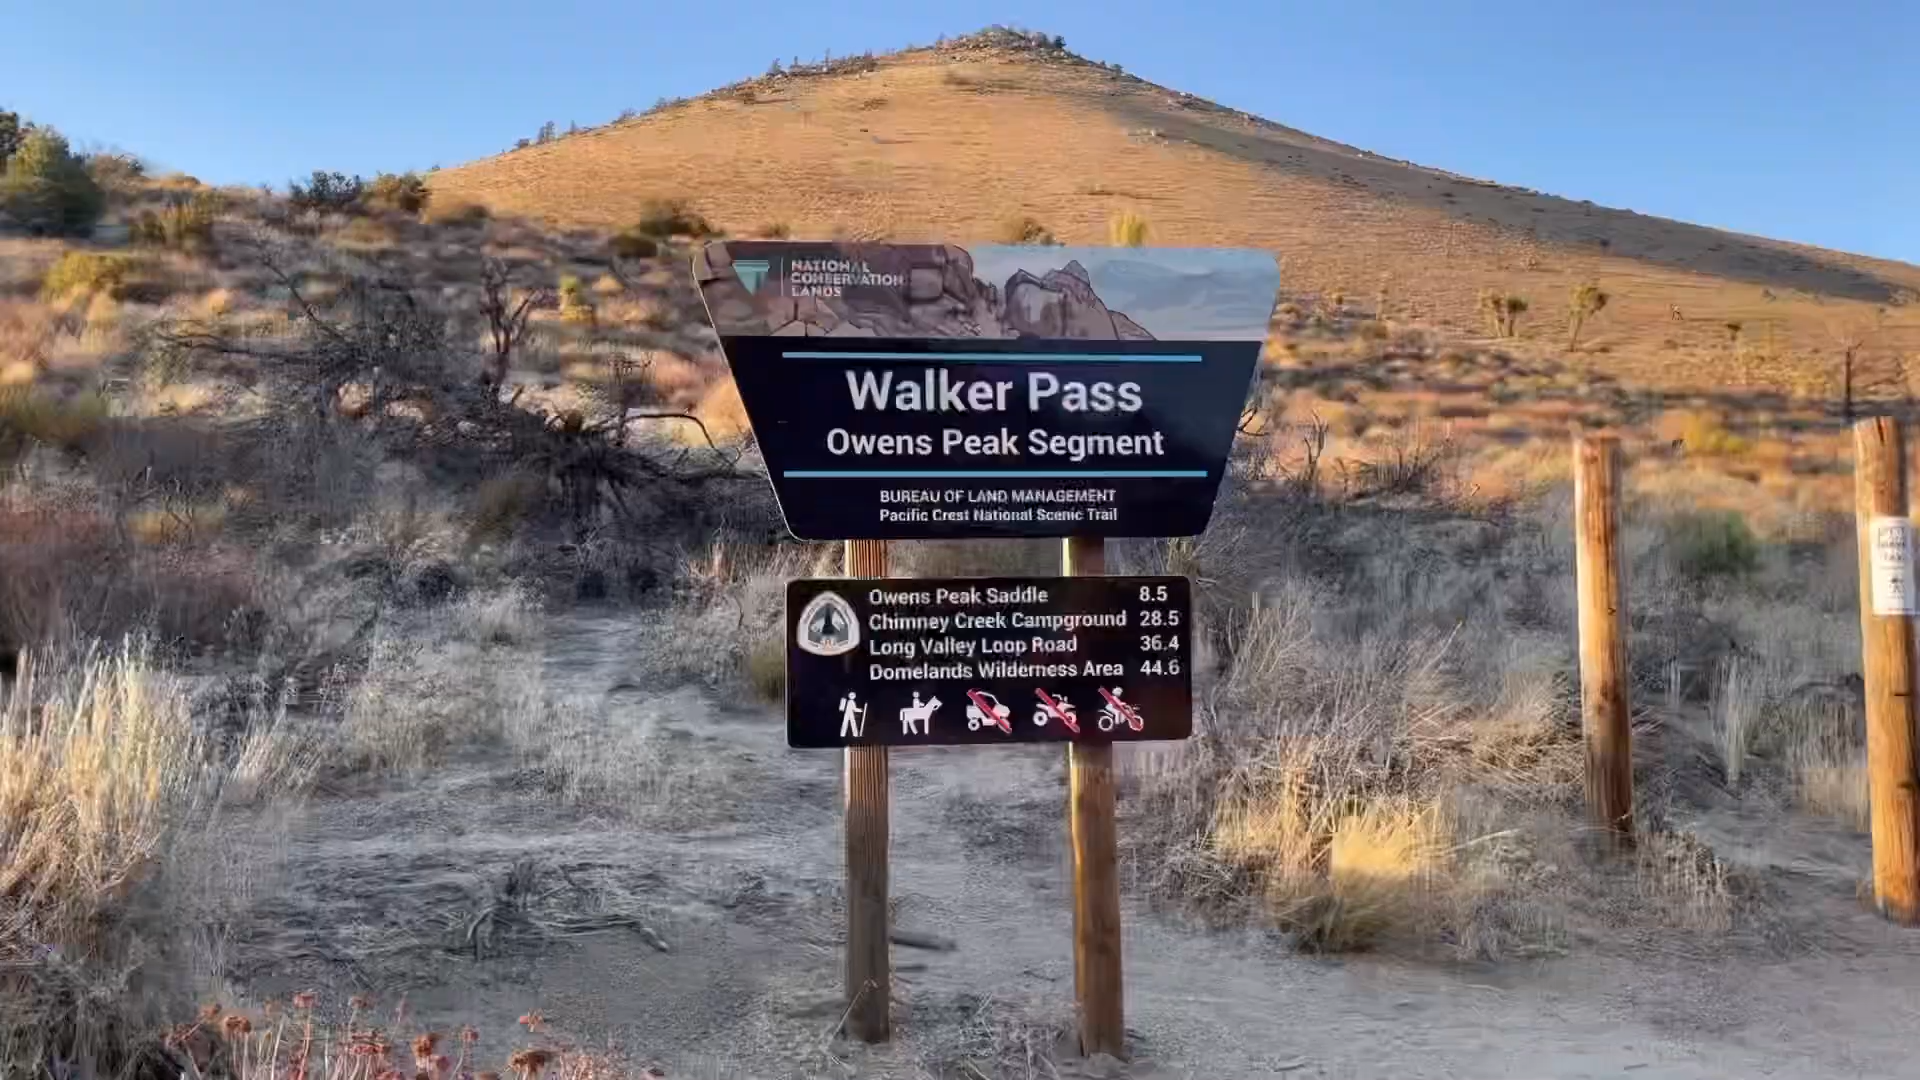 NATIONAL
CONSERVATION
LANDS
Walker Pass
Owens Peak Segment
BUREAU OF LAND MANAGEMENT
Pacific Crest National Scenic Trail
Owens Peak Saddle 8.5
Chimney Creek Campground 28.5
Long Valley Loop Road 36.4
Domelands Wilderness Area 44.6